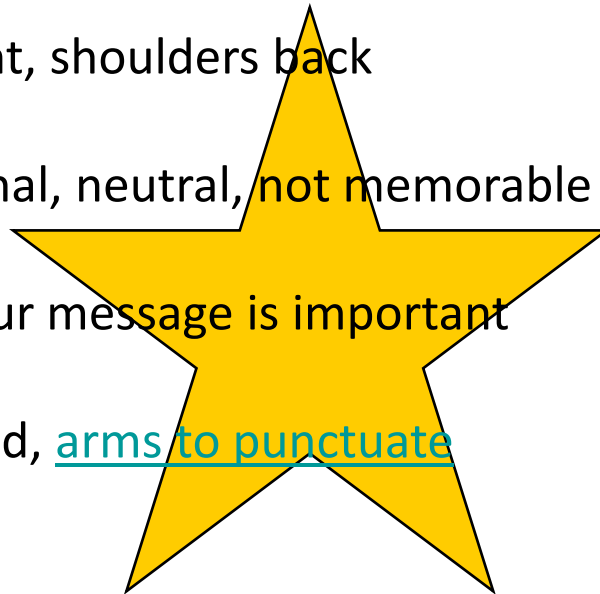 t, shoulders back
nal, neutral, not memorable
ur message is important
d, arms to punctuate